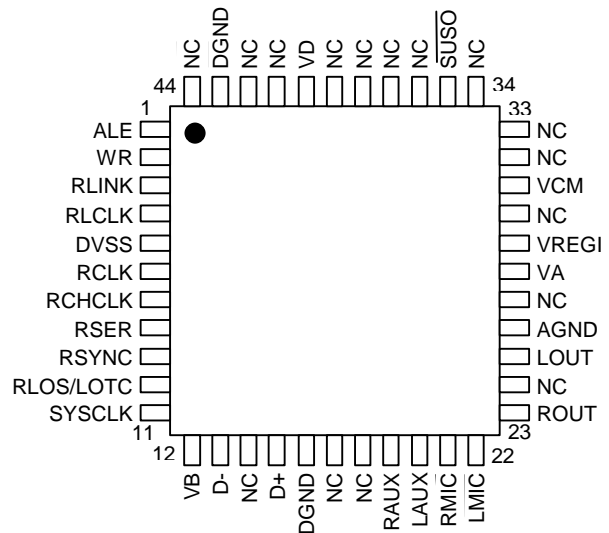 NC
DGND
NC
NC
VD
NC
NC
NC
NC
SUSO
NC
44
34
1
33
ALE
NC
WR
NC
RLINK
VCM
RLCLK
NC
DVSS
VREGI
RCLK
VA
RCHCLK
NC
RSER
AGND
RSYNC
LOUT
RLOS/LOTC
NC
SYSCLK
ROUT
11
23
12
22
VB
D-
NC
D+
DGND
NC
NC
RAUX
LAUX
RMIC
LMIC